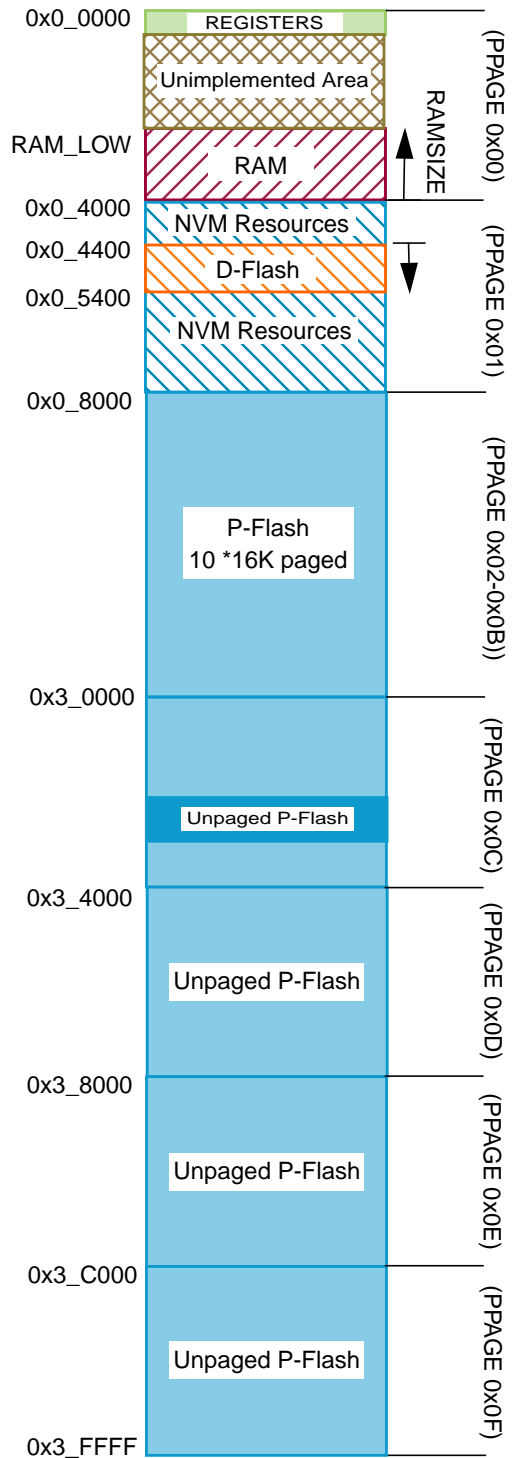 0x0_0000
REGISTERS
Unimplemented Area
(PPAGE 0x00)
RAM_LOW
RAM
RAMSIZE
0x0_4000
NVM Resources
0x0_4400
D-Flash
(PPAGE 0x01)
0x0_5400
NVM Resources
0x0_8000
P-Flash
10 *16K paged
(PPAGE 0x02-0x0B))
0x3_0000
Unpaged P-Flash
(PPAGE 0x0C)
0x3_4000
Unpaged P-Flash
(PPAGE 0x0D)
0x3_8000
Unpaged P-Flash
(PPAGE 0x0E)
0x3_C000
Unpaged P-Flash
(PPAGE 0x0F)
0x3_FFFF